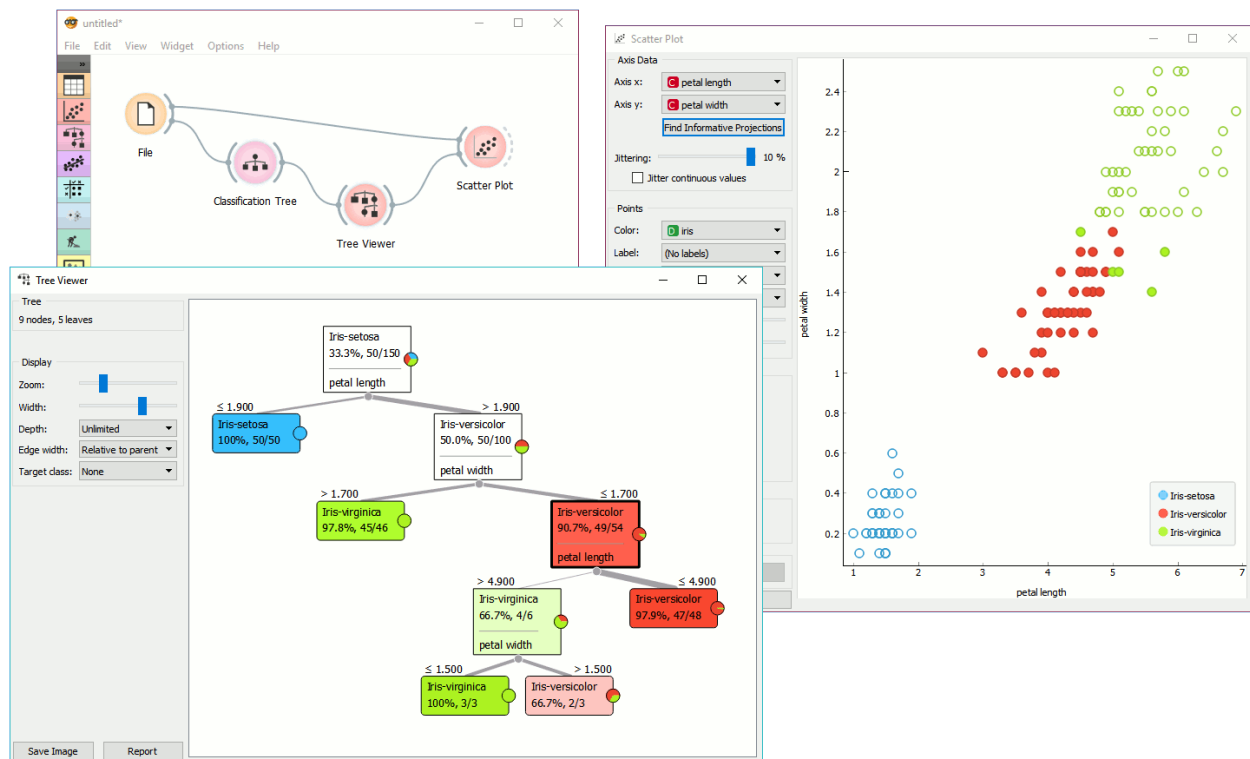 untitled*
File Edit View Widget Options Help
File
Classification Tree
Tree Viewer
Scatter Plot
Scatter Plot
Axis Data
Axis x: C petal length
Axis y: C petal width
Find Informative Projections
Jittering: 10 %
Jitter continuous values
Points
Color: D iris
Label: (No labels)
petal width
2.4
2.2
2
1.8
1.6
1.4
1.2
1
0.8
0.6
0.4
0.2
1 2 3 4 5 6 7
petal length
Iris-setosa
Iris-versicolor
Iris-virginica
Tree Viewer
Tree
9 nodes, 5 leaves
Display
Zoom:
Width:
Depth: Unlimited
Edge width: Relative to parent
Target class: None
Save Image Report
Iris-setosa
33.3%, 50/150
petal length
≤ 1.900
> 1.900
Iris-setosa
100%, 50/50
Iris-versicolor
50.0%, 50/100
petal width
> 1.700
≤ 1.700
Iris-virginica
97.8%, 45/46
Iris-versicolor
90.7%, 49/54
petal length
> 4.900
≤ 4.900
Iris-virginica
66.7%, 4/6
petal width
Iris-versicolor
97.9%, 47/48
≤ 1.500
> 1.500
Iris-virginica
100%, 3/3
Iris-versicolor
66.7%, 2/3